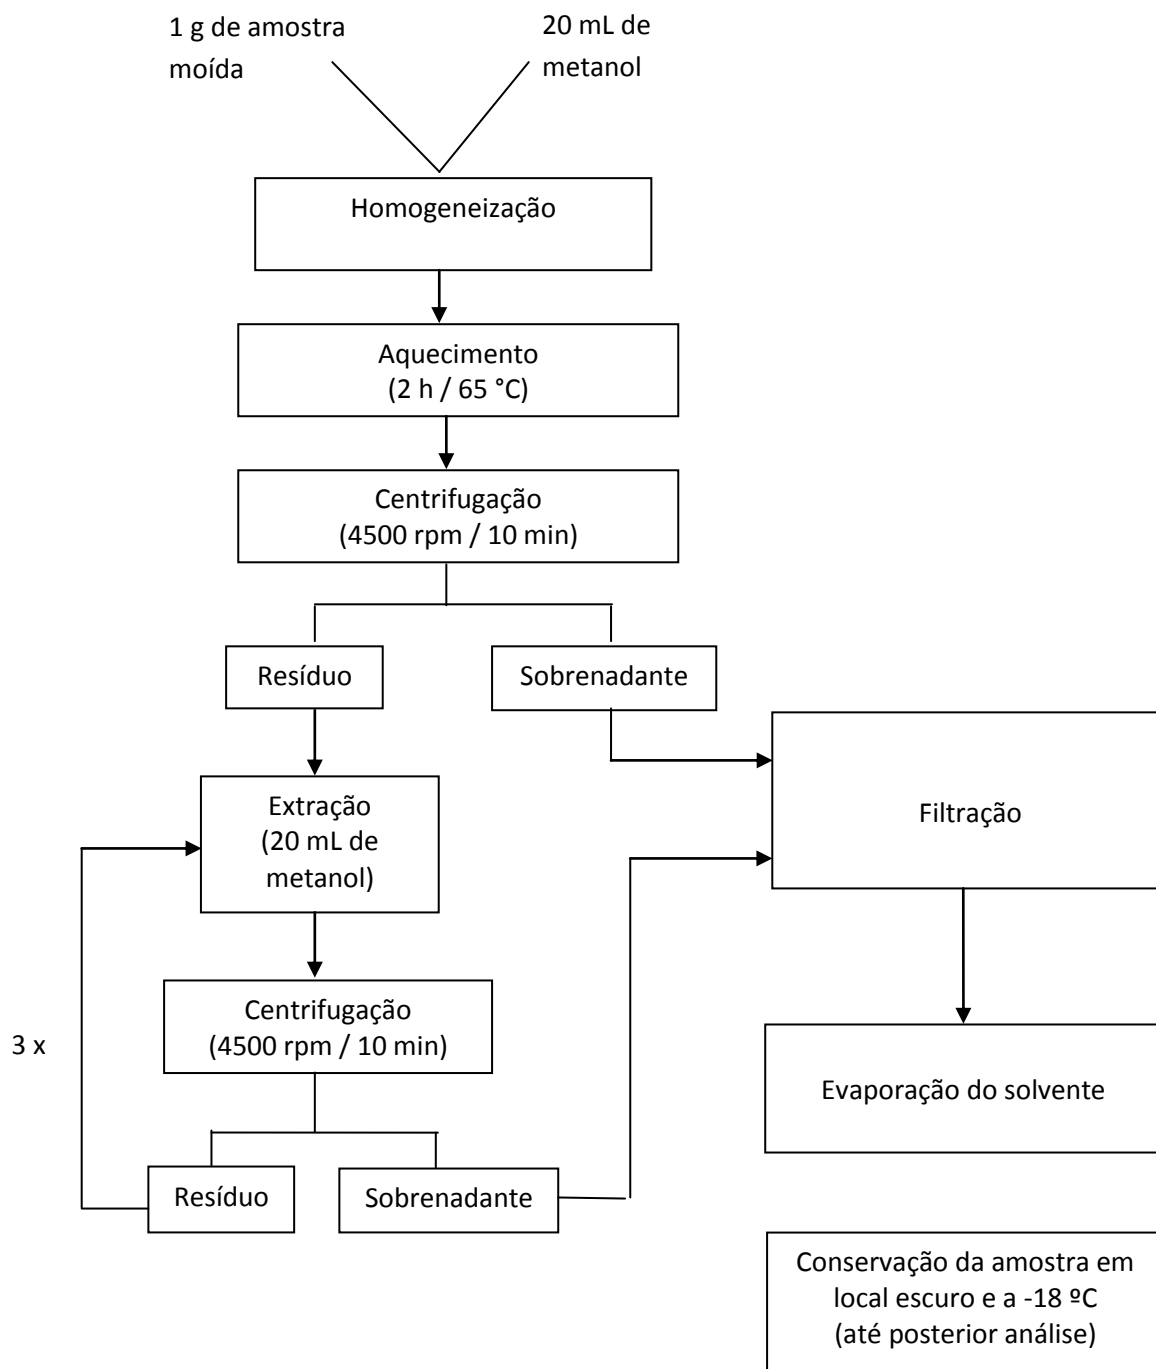 1 g de amostra
moída
20 mL de
metanol
Homogeneização
Aquecimento
(2 h / 65 °C)
Centrifugação
(4500 rpm / 10 min)
Resíduo
Sobrenadante
Extração
(20 mL de
metanol)
Filtração
Centrifugação
(4500 rpm / 10 min)
3 x
Evaporação do solvente
Resíduo
Sobrenadante
Conservação da amostra em
local escuro e a -18 ºC
(até posterior análise)